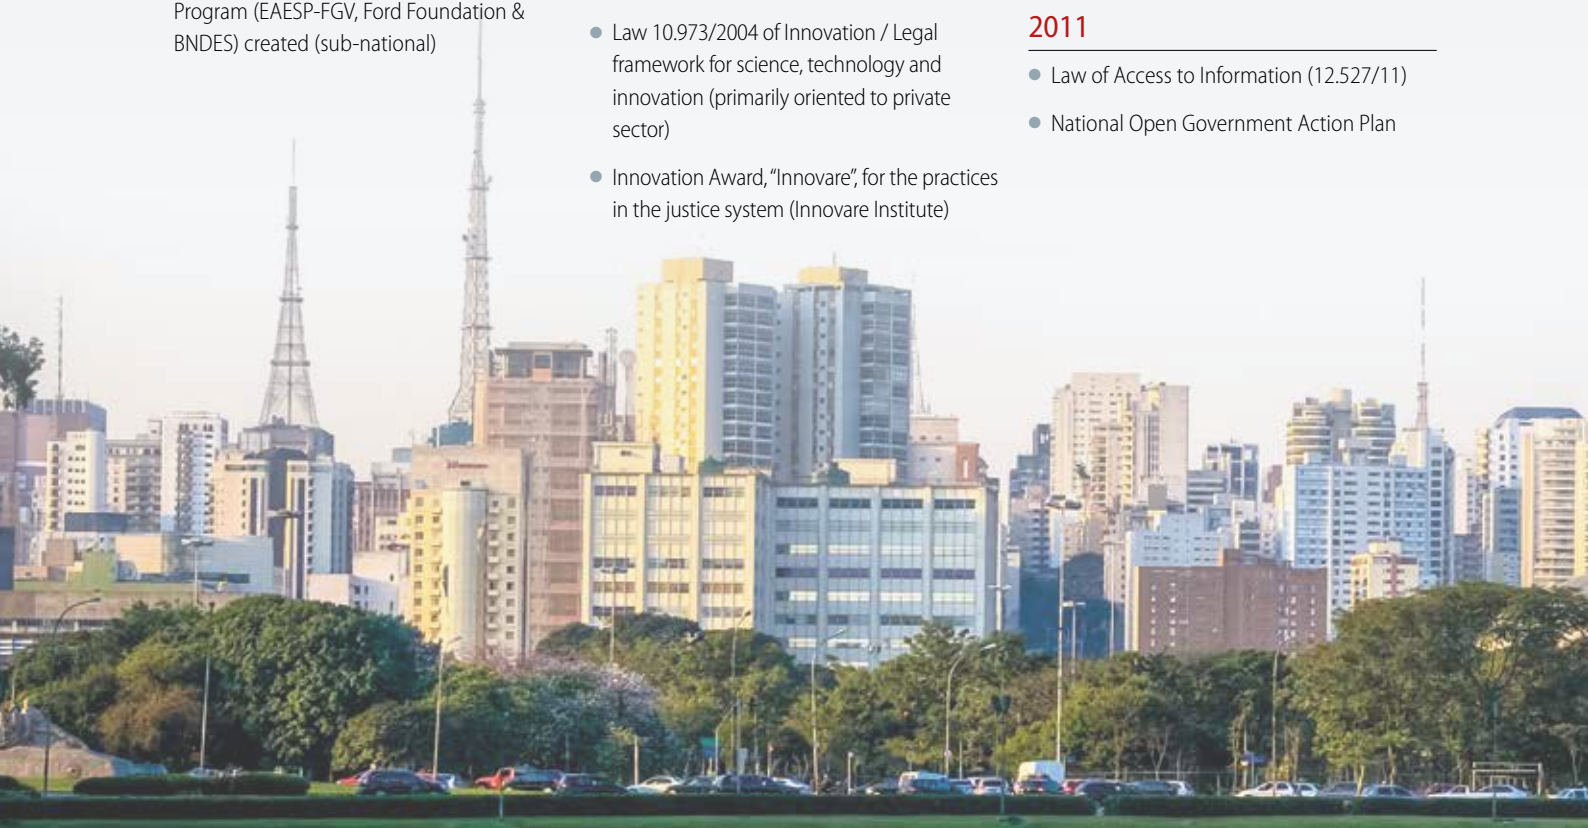 Program (EAESP-FGV, Ford Foundation &
BNDES) created (sub-national)
Law 10.973/2004 of Innovation / Legal
framework for science, technology and
innovation (primarily oriented to private
sector)
Innovation Award, “Innovare”, for the practices
in the justice system (Innovare Institute)
2011
Law of Access to Information (12.527/11)
National Open Government Action Plan